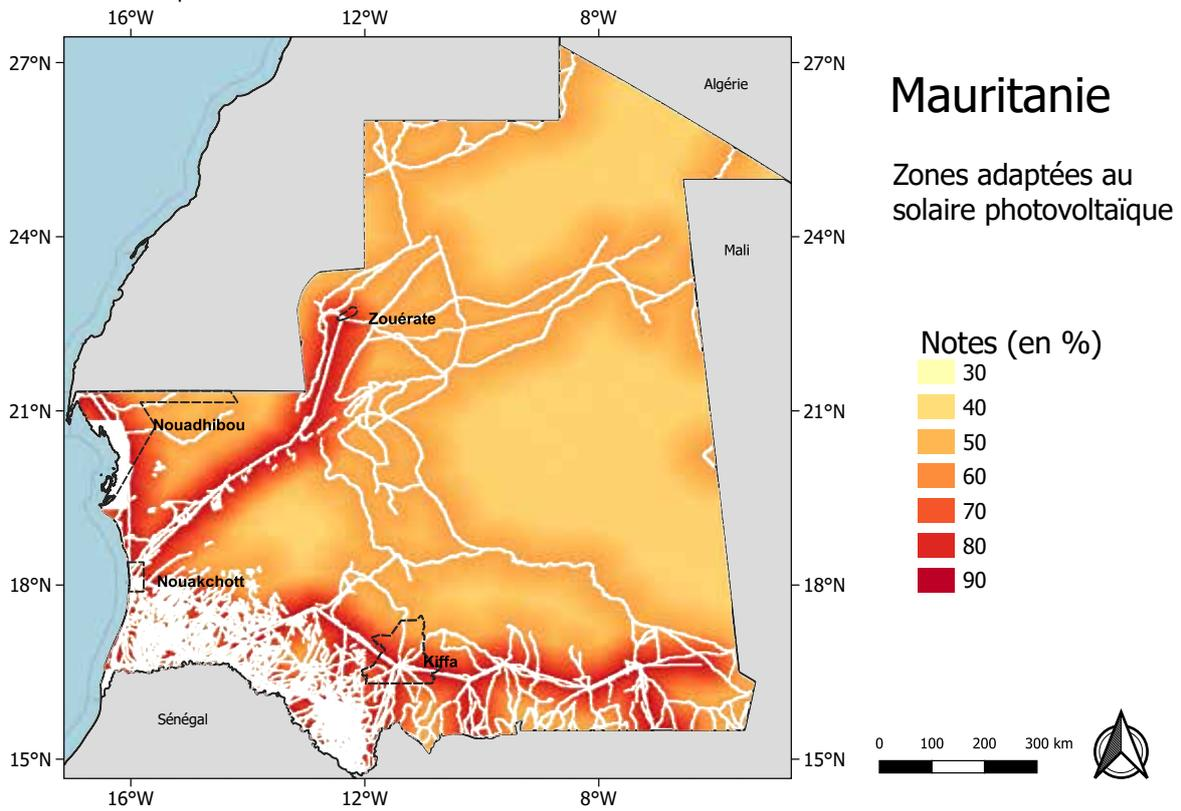 16°W 12°W 8°W
27°N 27°N
Algérie
Mauritanie
Zones adaptées au
solaire photovoltaïque
24°N 24°N
Mali
Zouérate
Notes (en %)
30
40
50
60
70
80
90
21°N 21°N
Nouadhibou
18°N 18°N
Nouakchott
Kiffa
Sénégal
15°N 15°N
0 100 200 300 km
16°W 12°W 8°W